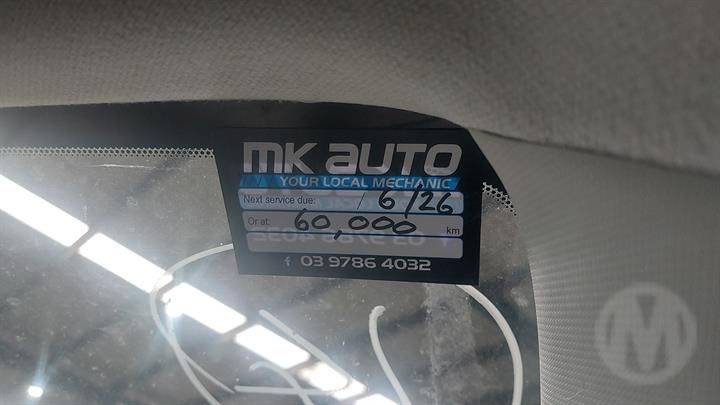 MK AUTO
YOUR LOCAL MECHANIC
Next service due: / 6/26
Or at: 60,000 km
f 03 9786 4032
M